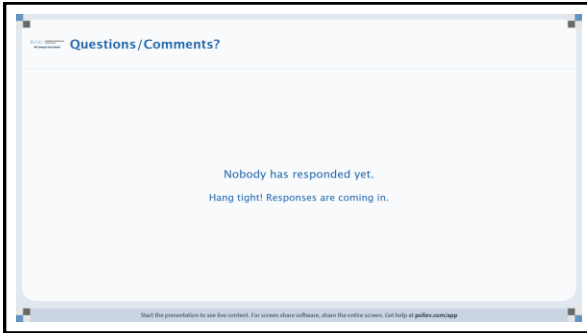 Questions/Comments?
Nobody has responded yet.
Hang tight! Responses are coming in.
Start the presentation to see live content. For screen share software, share the entire screen. Get help at pollev.com/app